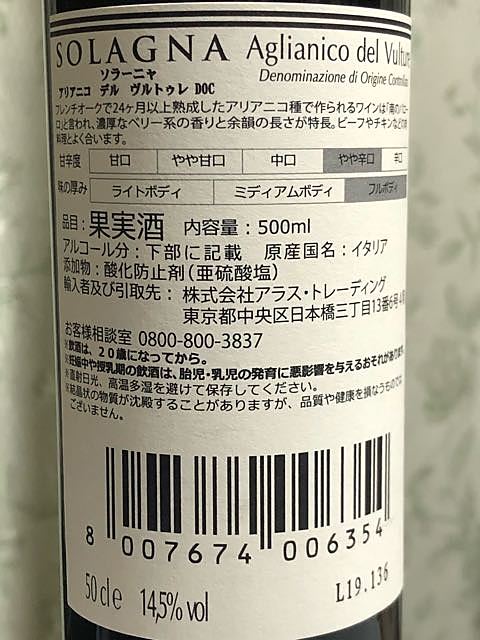 SOLAGNA Aglianico del Vulture
Denominazione di Origine Controllata
ソラーニャ
アリアニコ デル ヴルトゥレ DOC
フレンチオークで24ヶ月以上熟成したアリアニコ種で作られるワインは「南のバロー
ロ」と言われ、濃厚なベリー系の香りと余韻の長さが特長。ビーフやチキンなどの
料理とよく合います。
甘辛度 甘口 やや甘口 中口 やや辛口 辛口
味の厚み ライトボディ ミディアムボディ フルボディ
品目：果実酒 内容量：500ml
アルコール分：下部に記載 原産国名：イタリア
添加物：酸化防止剤（亜硫酸塩）
輸入者及び引取先： 株式会社アラス・トレーディング
東京都中央区日本橋三丁目13番6号
お客様相談室 0800-800-3837
※飲酒は、20歳になってから。
※妊娠中や授乳期の飲酒は、胎児・乳児の発育に悪影響を与えるおそれがあります。
※直射日光、高温多湿を避けて保存してください。
※結晶状の物質が沈殿することがありますが、品質や健康を損なうものでは
ございません。
8 007674 006354
50cl e 14,5% vol L19.136